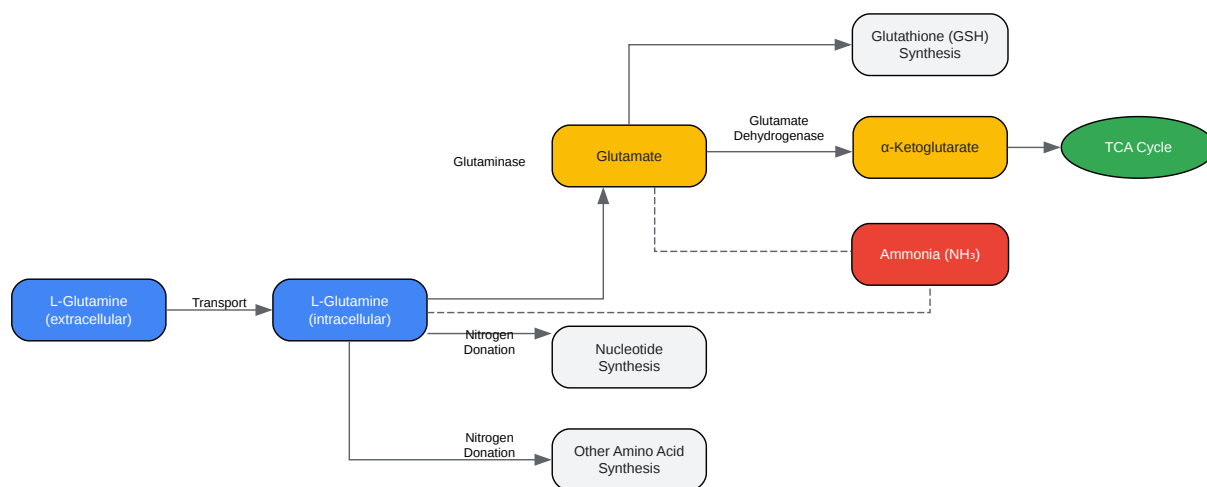 Glutathione (GSH)
Synthesis
Glutamate
Dehydrogenase
Glutaminase
Glutamate
α-Ketoglutarate
TCA Cycle
Ammonia (NH₃)
L-Glutamine
(extracellular)
Transport
L-Glutamine
(intracellular)
Nitrogen
Donation
Nucleotide
Synthesis
Nitrogen
Donation
Other Amino Acid
Synthesis